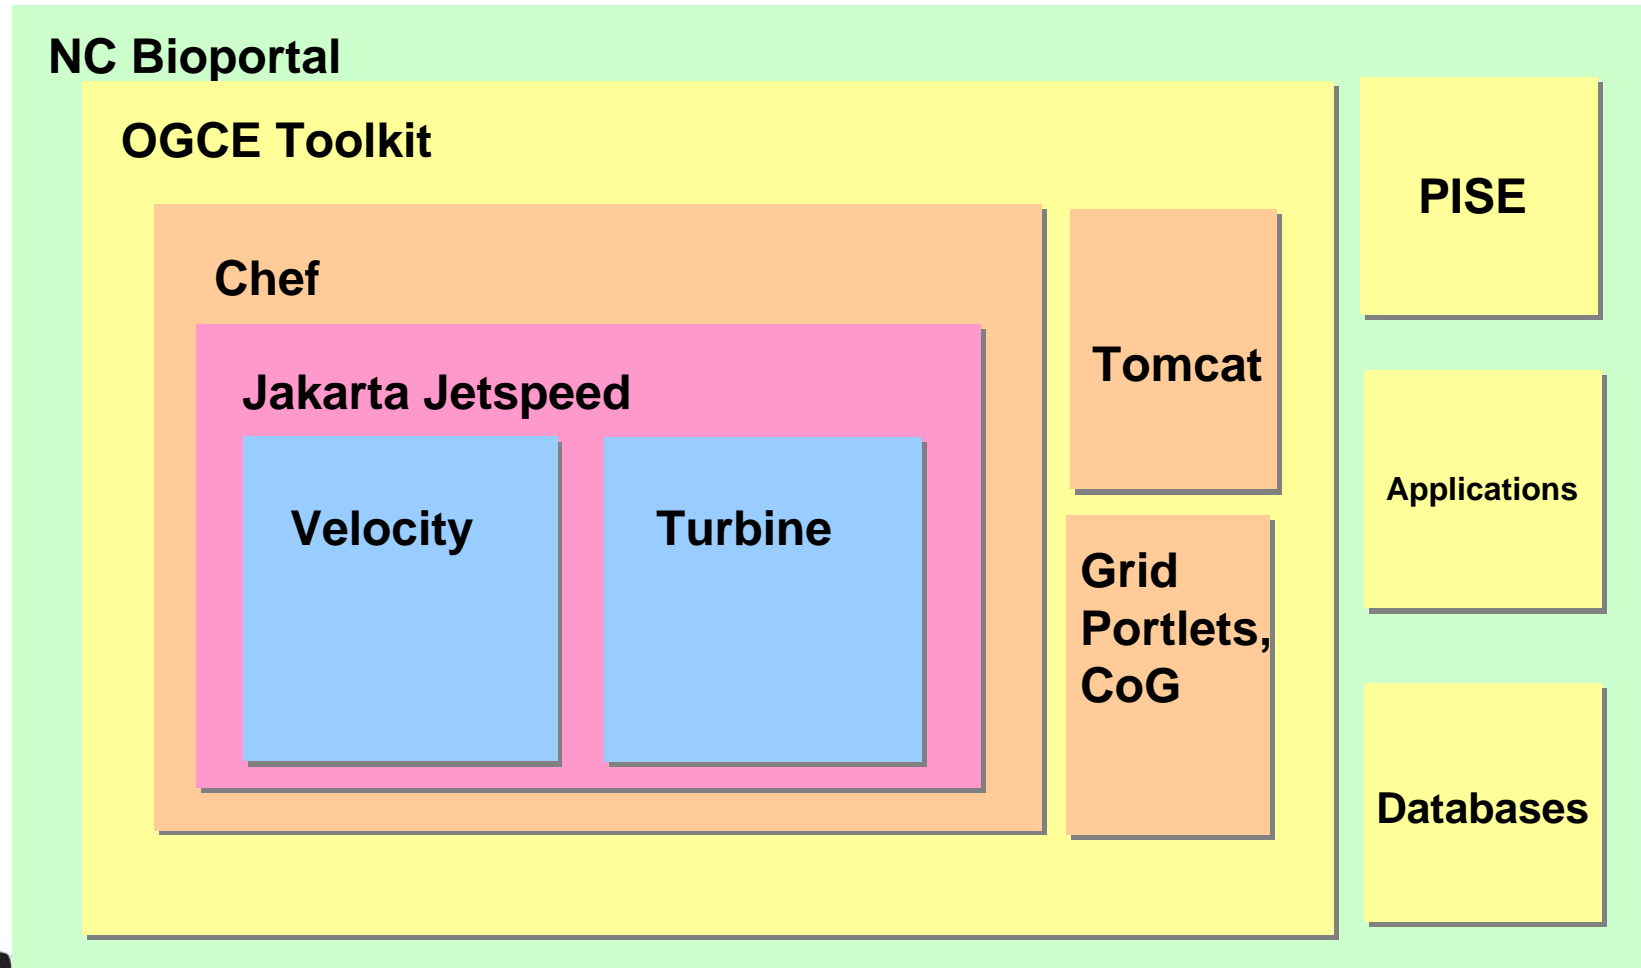 NC Bioportal
OGCE Toolkit
Chef
Jakarta Jetspeed
Velocity
Turbine
Tomcat
Grid
Portlets,
CoG
PISE
Applications
Databases